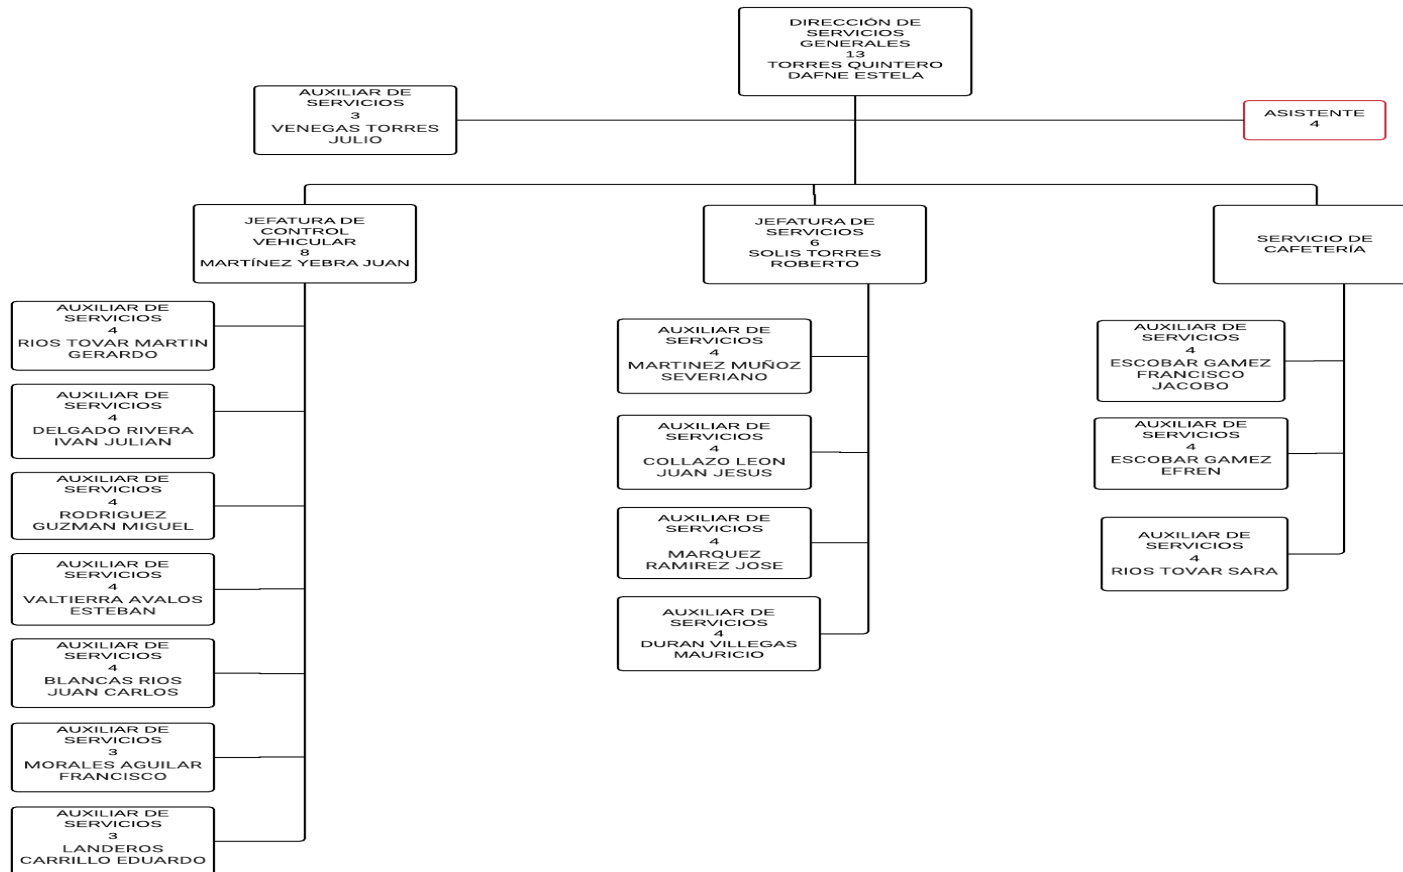 DIRECCIÓN DE
SERVICIOS
GENERALES
13
TORRES QUINTERO
DAFNE ESTELA
AUXILIAR DE
SERVICIOS
3
VENEGAS TORRES
JULIO
ASISTENTE
4
JEFATURA DE
CONTROL
VEHICULAR
8
MARTÍNEZ YEBRA JUAN
JEFATURA DE
SERVICIOS
6
SOLIS TORRES
ROBERTO
SERVICIO DE
CAFETERÍA
AUXILIAR DE
SERVICIOS
4
RIOS TOVAR MARTIN
GERARDO
AUXILIAR DE
SERVICIOS
4
DELGADO RIVERA
IVAN JULIAN
AUXILIAR DE
SERVICIOS
4
RODRIGUEZ
GUZMAN MIGUEL
AUXILIAR DE
SERVICIOS
4
VALTIERRA AVALOS
ESTEBAN
AUXILIAR DE
SERVICIOS
4
BLANCAS RIOS
JUAN CARLOS
AUXILIAR DE
SERVICIOS
3
MORALES AGUILAR
FRANCISCO
AUXILIAR DE
SERVICIOS
3
LANDEROS
CARRILLO EDUARDO
AUXILIAR DE
SERVICIOS
4
MARTINEZ MUÑOZ
SEVERIANO
AUXILIAR DE
SERVICIOS
4
COLLAZO LEON
JUAN JESUS
AUXILIAR DE
SERVICIOS
4
MARQUEZ
RAMIREZ JOSE
AUXILIAR DE
SERVICIOS
4
DURAN VILLEGAS
MAURICIO
AUXILIAR DE
SERVICIOS
4
ESCOBAR GAMEZ
FRANCISCO
JACOBO
AUXILIAR DE
SERVICIOS
4
ESCOBAR GAMEZ
EFREN
AUXILIAR DE
SERVICIOS
4
RIOS TOVAR SARA